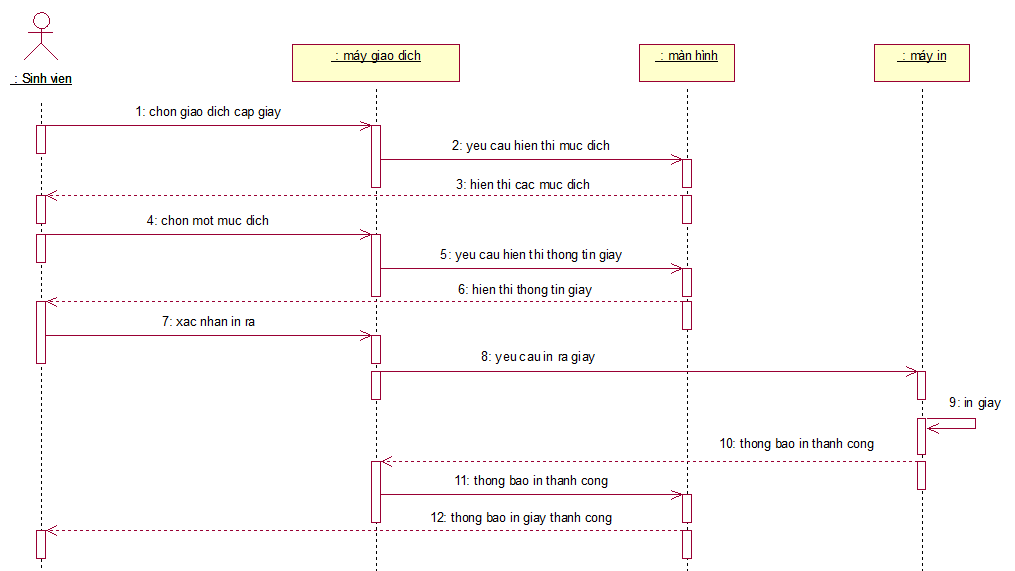 : máy giao dich
: màn hình
: máy in
: Sinh vien
1: chon giao dich cap giay
2: yeu cau hien thi muc dich
3: hien thi cac muc dich
4: chon mot muc dich
5: yeu cau hien thi thong tin giay
6: hien thi thong tin giay
7: xac nhan in ra
8: yeu cau in ra giay
9: in giay
10: thong bao in thanh cong
11: thong bao in thanh cong
12: thong bao in giay thanh cong